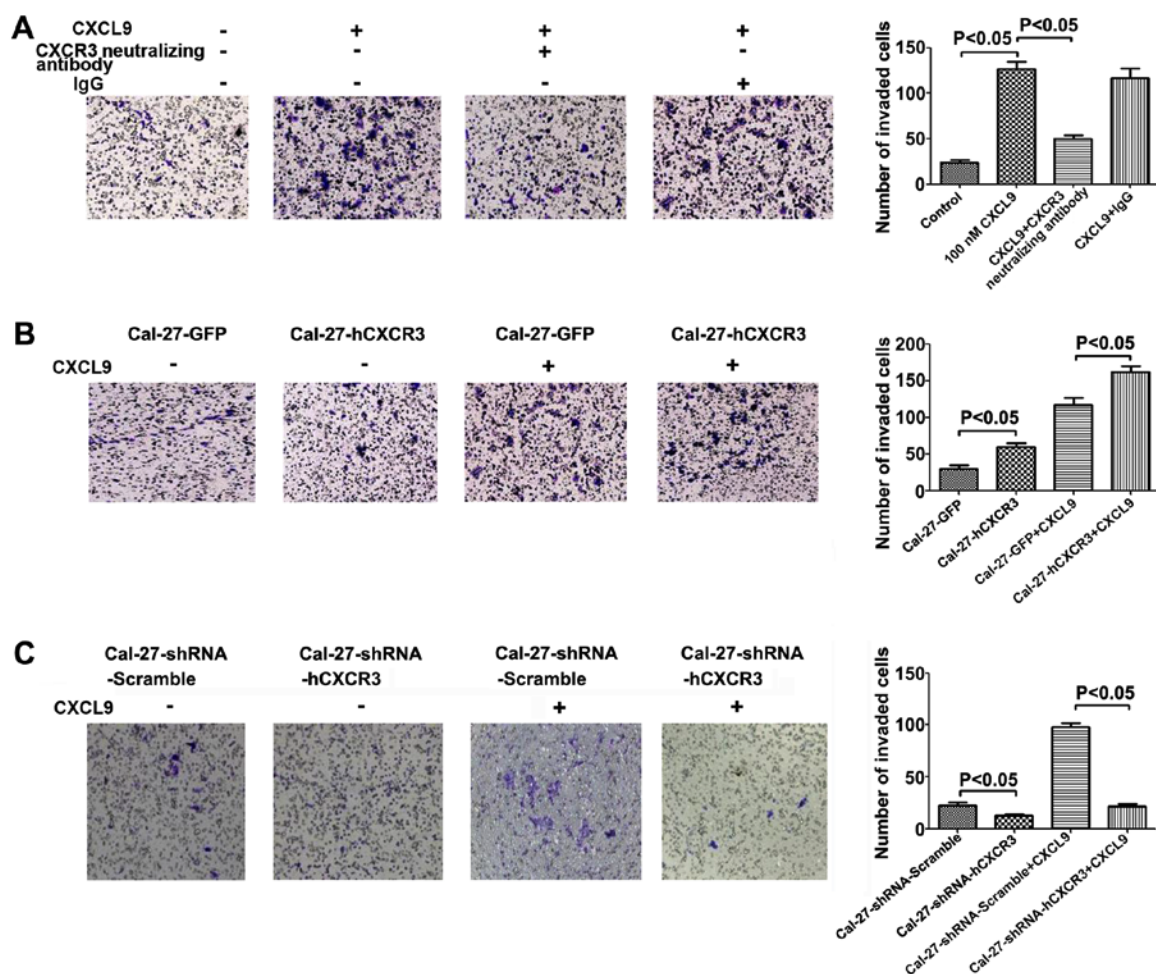 A
CXCL9 - + + +
CXCR3 neutralizing - - + -
antibody
IgG - - - +
Number of invaded cells
150
100
50
0
P<0.05 P<0.05
Control
100 nM CXCL9
CXCL9+CXCR3
neutralizing antibody
CXCL9+IgG
B
Cal-27-GFP Cal-27-hCXCR3 Cal-27-GFP Cal-27-hCXCR3
CXCL9 - - + +
Number of invaded cells
200
150
100
50
0
P<0.05
P<0.05
Cal-27-GFP
Cal-27-hCXCR3
Cal-27-GFP+CXCL9
Cal-27-hCXCR3+CXCL9
C
Cal-27-shRNA Cal-27-shRNA Cal-27-shRNA Cal-27-shRNA
-Scramble -hCXCR3 -Scramble -hCXCR3
CXCL9 - - + +
Number of invaded cells
150
100
50
0
P<0.05
P<0.05
Cal-27-shRNA-Scramble
Cal-27-shRNA-hCXCR3
Cal-27-shRNA-Scramble+CXCL9
Cal-27-shRNA-hCXCR3+CXCL9